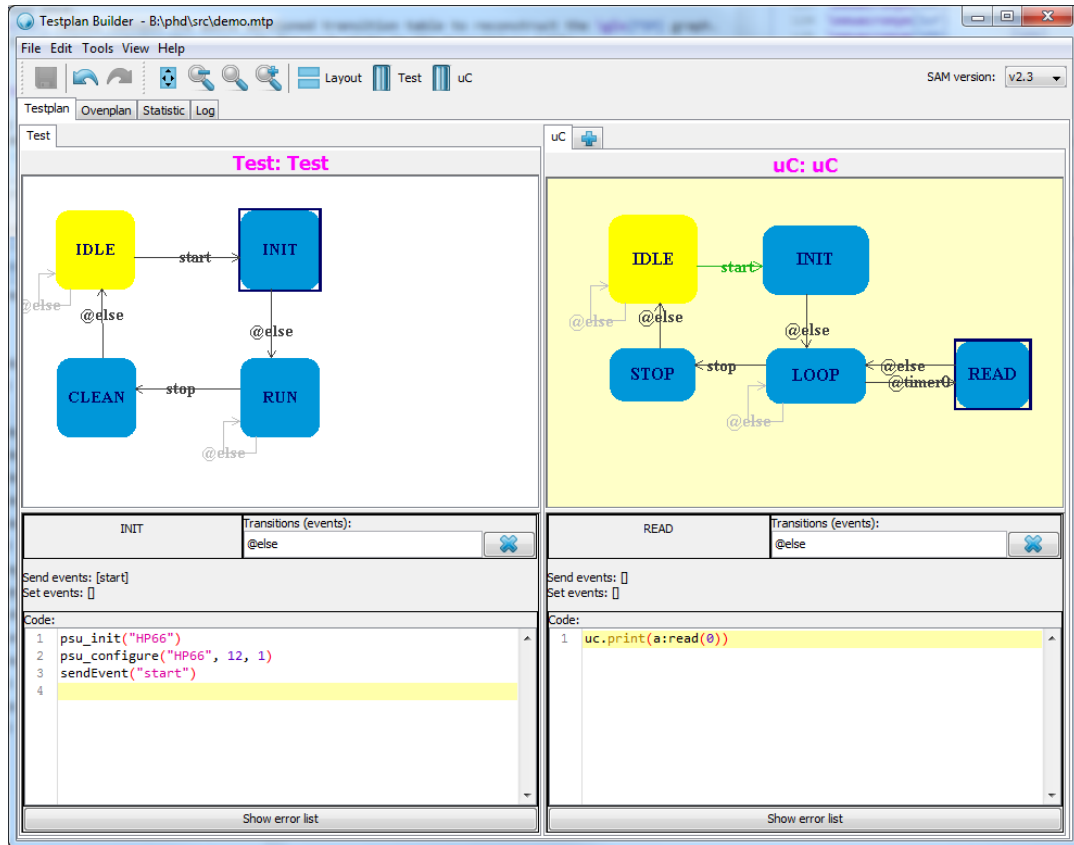 Testplan Builder - B:\phd\src\demo.mtp
File Edit Tools View Help
Layout Test uC SAM version: v2.3
Testplan Ovenplan Statistic Log
Test
uC
Test: Test
uC: uC
IDLE
start
INIT
@else
@else
@else
CLEAN
stop
RUN
@else
IDLE
start
INIT
@else
@else
@else
STOP
stop
LOOP
@else
@timer0
READ
@else
INIT
Transitions (events):
@else
Send events: [start]
Set events: []
Code:
1 psu_init("HP66")
2 psu_configure("HP66", 12, 1)
3 sendEvent("start")
4
Show error list
READ
Transitions (events):
@else
Send events: []
Set events: []
Code:
1 uc.print(a:read(0))
Show error list